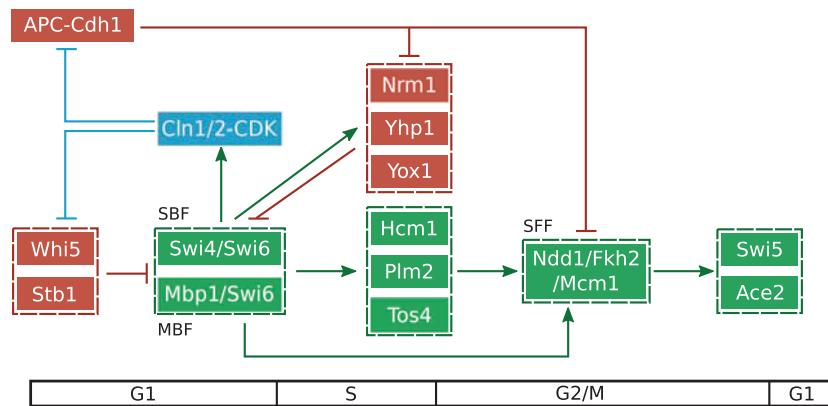 APC-Cdh1
Nrm1
Yhp1
Yox1
Cln1/2-CDK
SBF
Whi5
Stb1
Swi4/Swi6
Mbp1/Swi6
MBF
Hcm1
Plm2
Tos4
SFF
Ndd1/Fkh2
/Mcm1
Swi5
Ace2
G1 S G2/M G1